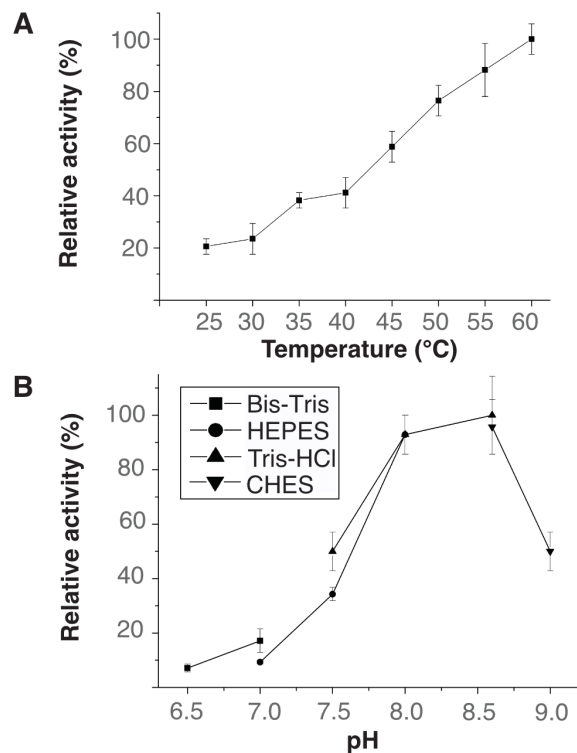 A
Relative activity (%)
100
80
60
40
20
25 30 35 40 45 50 55 60
Temperature (°C)
B
Relative activity (%)
100
80
60
40
20
Bis-Tris
HEPES
Tris-HCl
CHES
6.5 7.0 7.5 8.0 8.5 9.0
pH